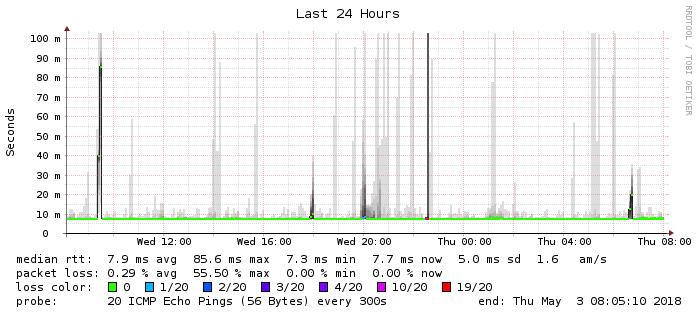 Last 24 Hours
RRDTOOL / TOBI OETIKER
Seconds
100 m
90 m
80 m
70 m
60 m
50 m
40 m
30 m
20 m
10 m
0
Wed 12:00 Wed 16:00 Wed 20:00 Thu 00:00 Thu 04:00 Thu 08:00
median rtt: 7.9 ms avg 85.6 ms max 7.3 ms min 7.7 ms now 5.0 ms sd 1.6 am/s
packet loss: 0.29 % avg 55.50 % max 0.00 % min 0.00 % now
loss color: 0 1/20 2/20 3/20 4/20 10/20 19/20
probe: 20 ICMP Echo Pings (56 Bytes) every 300s end: Thu May 3 08:05:10 2018